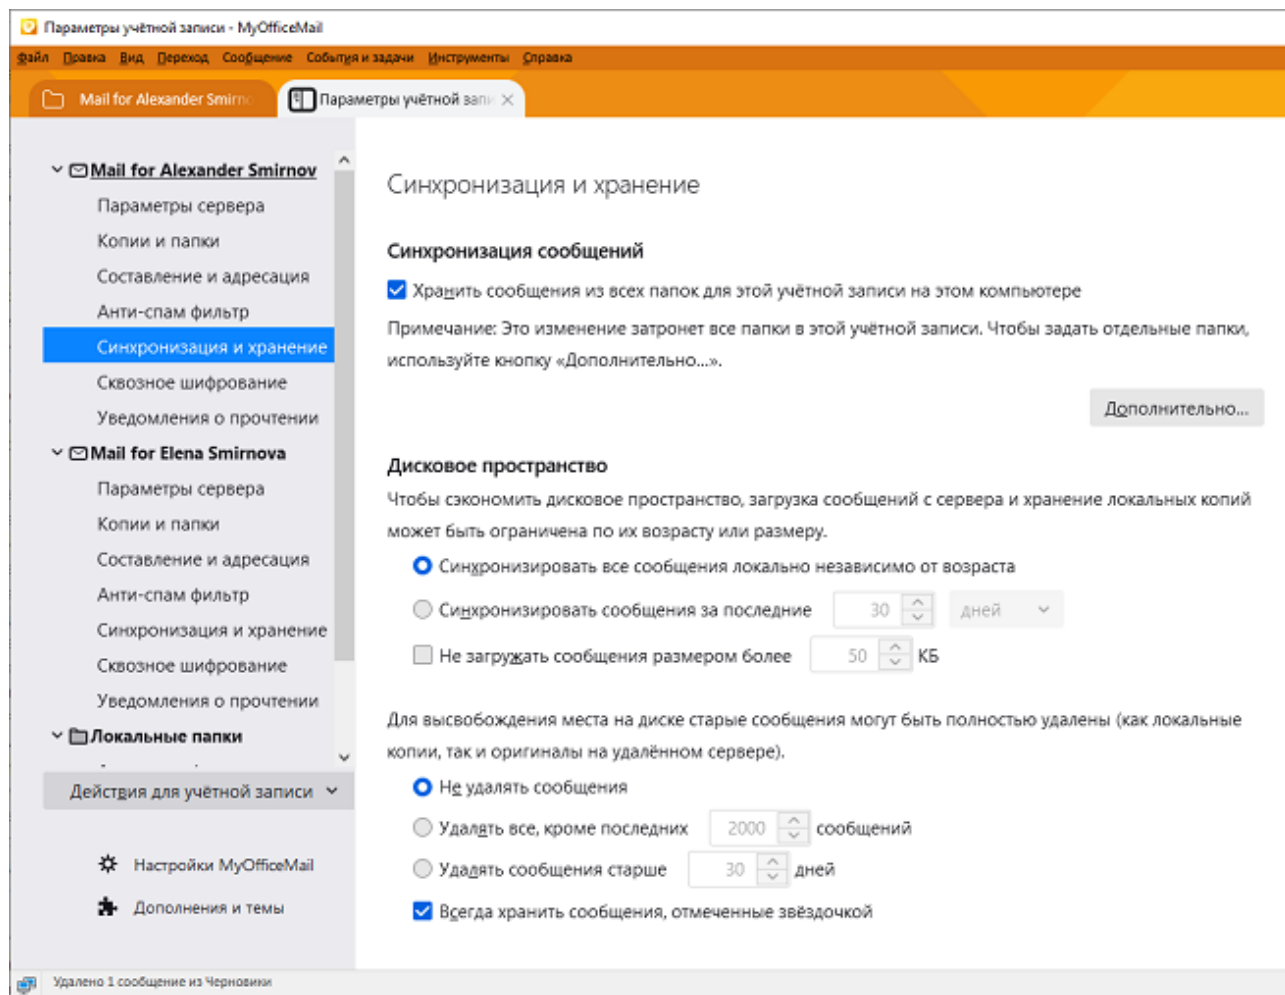 Параметры учётной записи - MyOfficeMail
Файл Правка Вид Переход Сообщение События и задачи Инструменты Справка
Mail for Alexander Smirno
Параметры учётной запи
Mail for Alexander Smirnov
Параметры сервера
Копии и папки
Составление и адресация
Анти-спам фильтр
Синхронизация и хранение
Сквозное шифрование
Уведомления о прочтении
Mail for Elena Smirnova
Параметры сервера
Копии и папки
Составление и адресация
Анти-спам фильтр
Синхронизация и хранение
Сквозное шифрование
Уведомления о прочтении
Локальные папки
Действия для учётной записи
Настройки MyOfficeMail
Дополнения и темы
Синхронизация и хранение
Синхронизация сообщений
Хранить сообщения из всех папок для этой учётной записи на этом компьютере
Примечание: Это изменение затронет все папки в этой учётной записи. Чтобы задать отдельные папки,
используйте кнопку «Дополнительно...».
Дополнительно...
Дисковое пространство
Чтобы сэкономить дисковое пространство, загрузка сообщений с сервера и хранение локальных копий
может быть ограничена по их возрасту или размеру.
Синхронизировать все сообщения локально независимо от возраста
Синхронизировать сообщения за последние 30 дней
Не загружать сообщения размером более 50 КБ
Для высвобождения места на диске старые сообщения могут быть полностью удалены (как локальные
копии, так и оригиналы на удалённом сервере).
Не удалять сообщения
Удалять все, кроме последних 2000 сообщений
Удалять сообщения старше 30 дней
Всегда хранить сообщения, отмеченные звёздочкой
Удалено 1 сообщение из Черновики